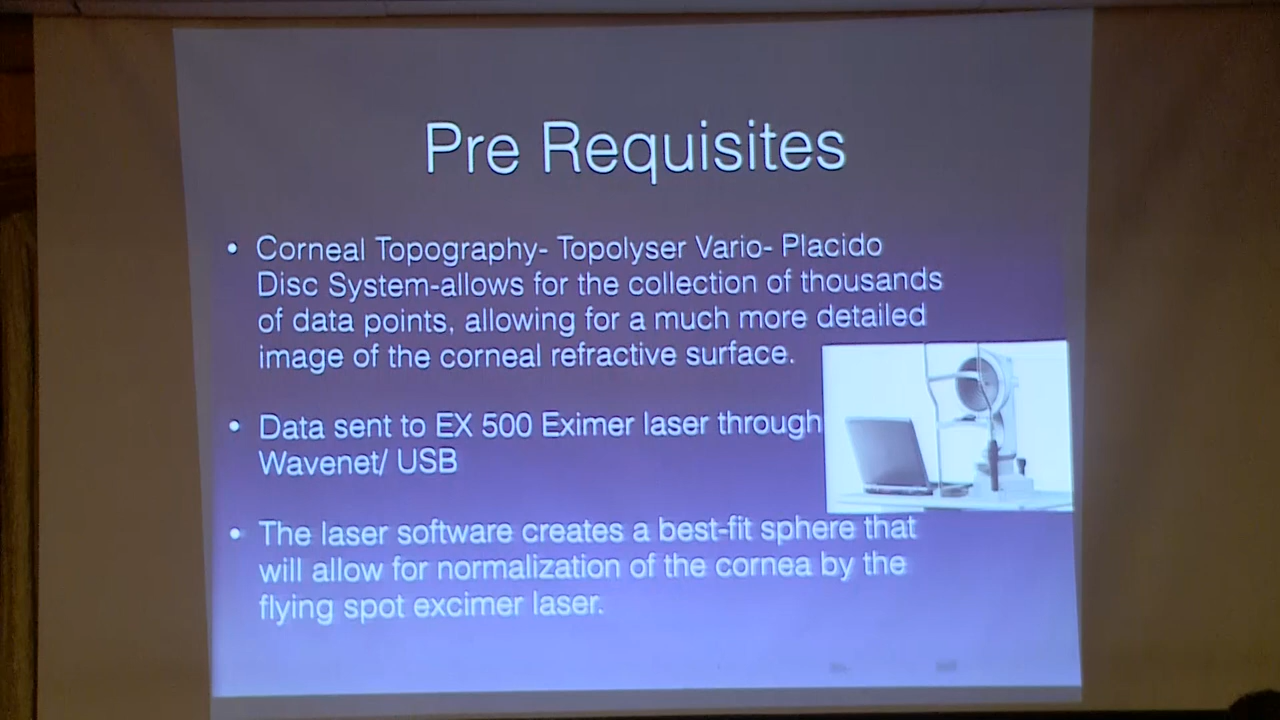 Pre Requisites
• Corneal Topography- Topolyser Vario- Placido
Disc System-allows for the collection of thousands
of data points, allowing for a much more detailed
image of the corneal refractive surface.
• Data sent to EX 500 Eximer laser through
Wavenet/ USB
• The laser software creates a best-fit sphere that
will allow for normalization of the cornea by the
flying spot excimer laser.